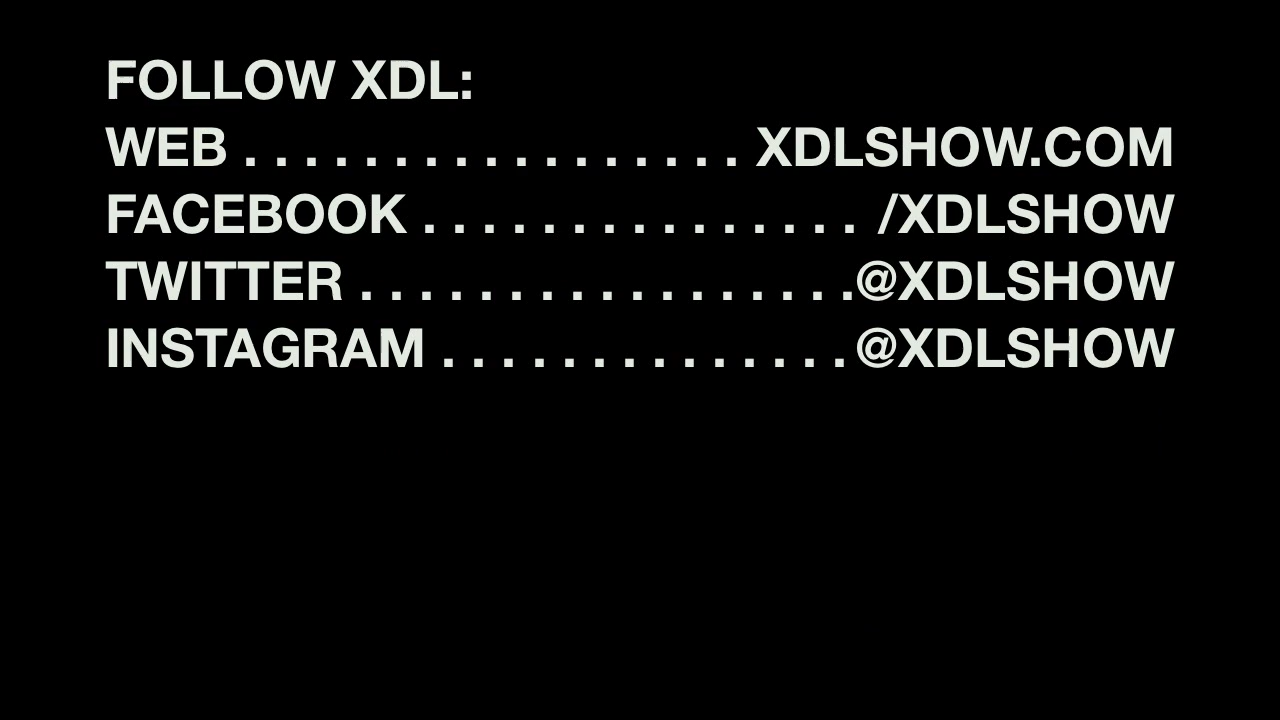 FOLLOW XDL:
WEB . . . . . . . . . . . . . . . . . XDLSHOW.COM
FACEBOOK . . . . . . . . . . . . . . . /XDLSHOW
TWITTER . . . . . . . . . . . . . . . . .@XDLSHOW
INSTAGRAM . . . . . . . . . . . . . .@XDLSHOW